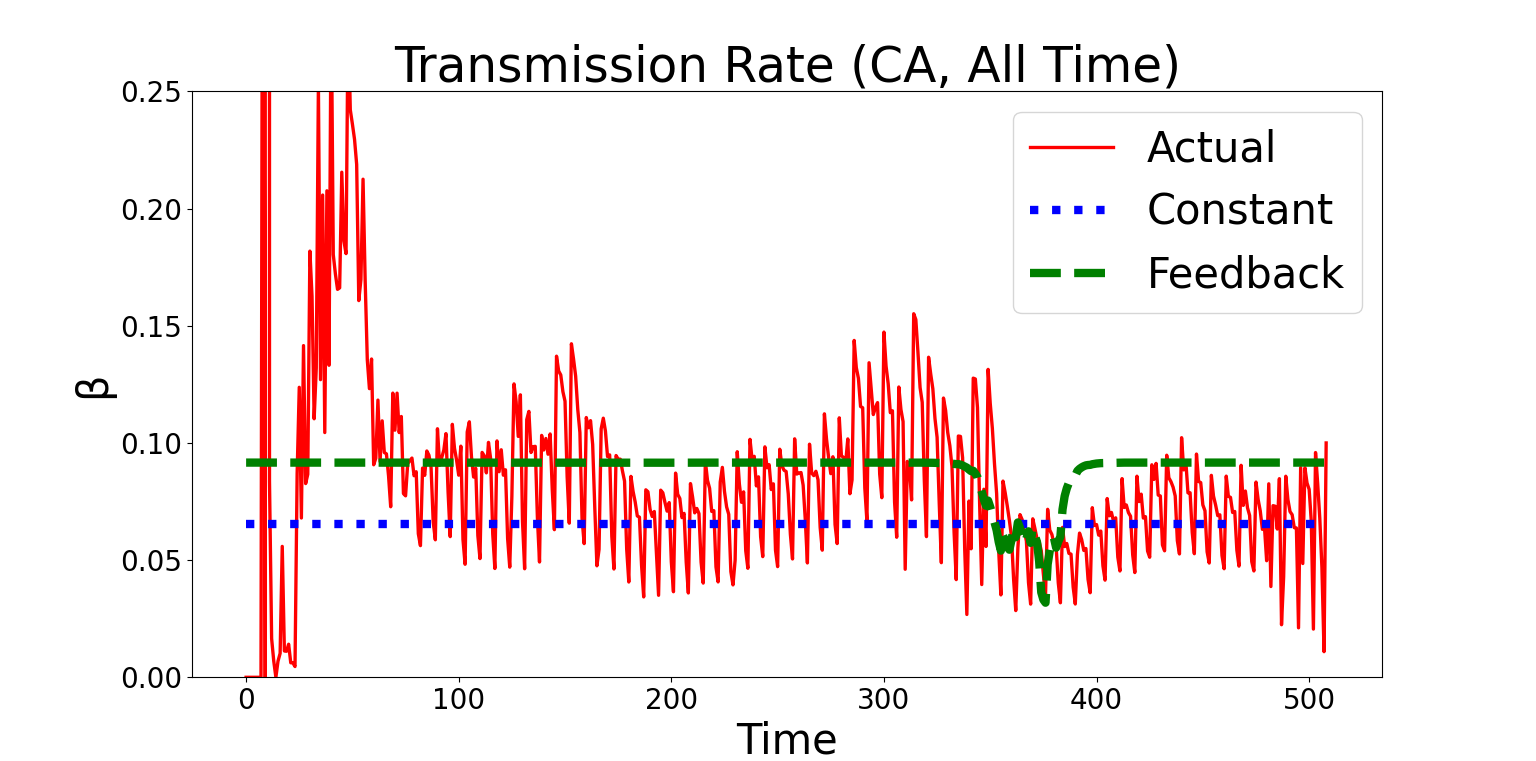 Transmission Rate (CA, All Time)
0.25
0.20
0.15
0.10
0.05
0.00
β
0 100 200 300 400 500
Time
Actual
Constant
Feedback